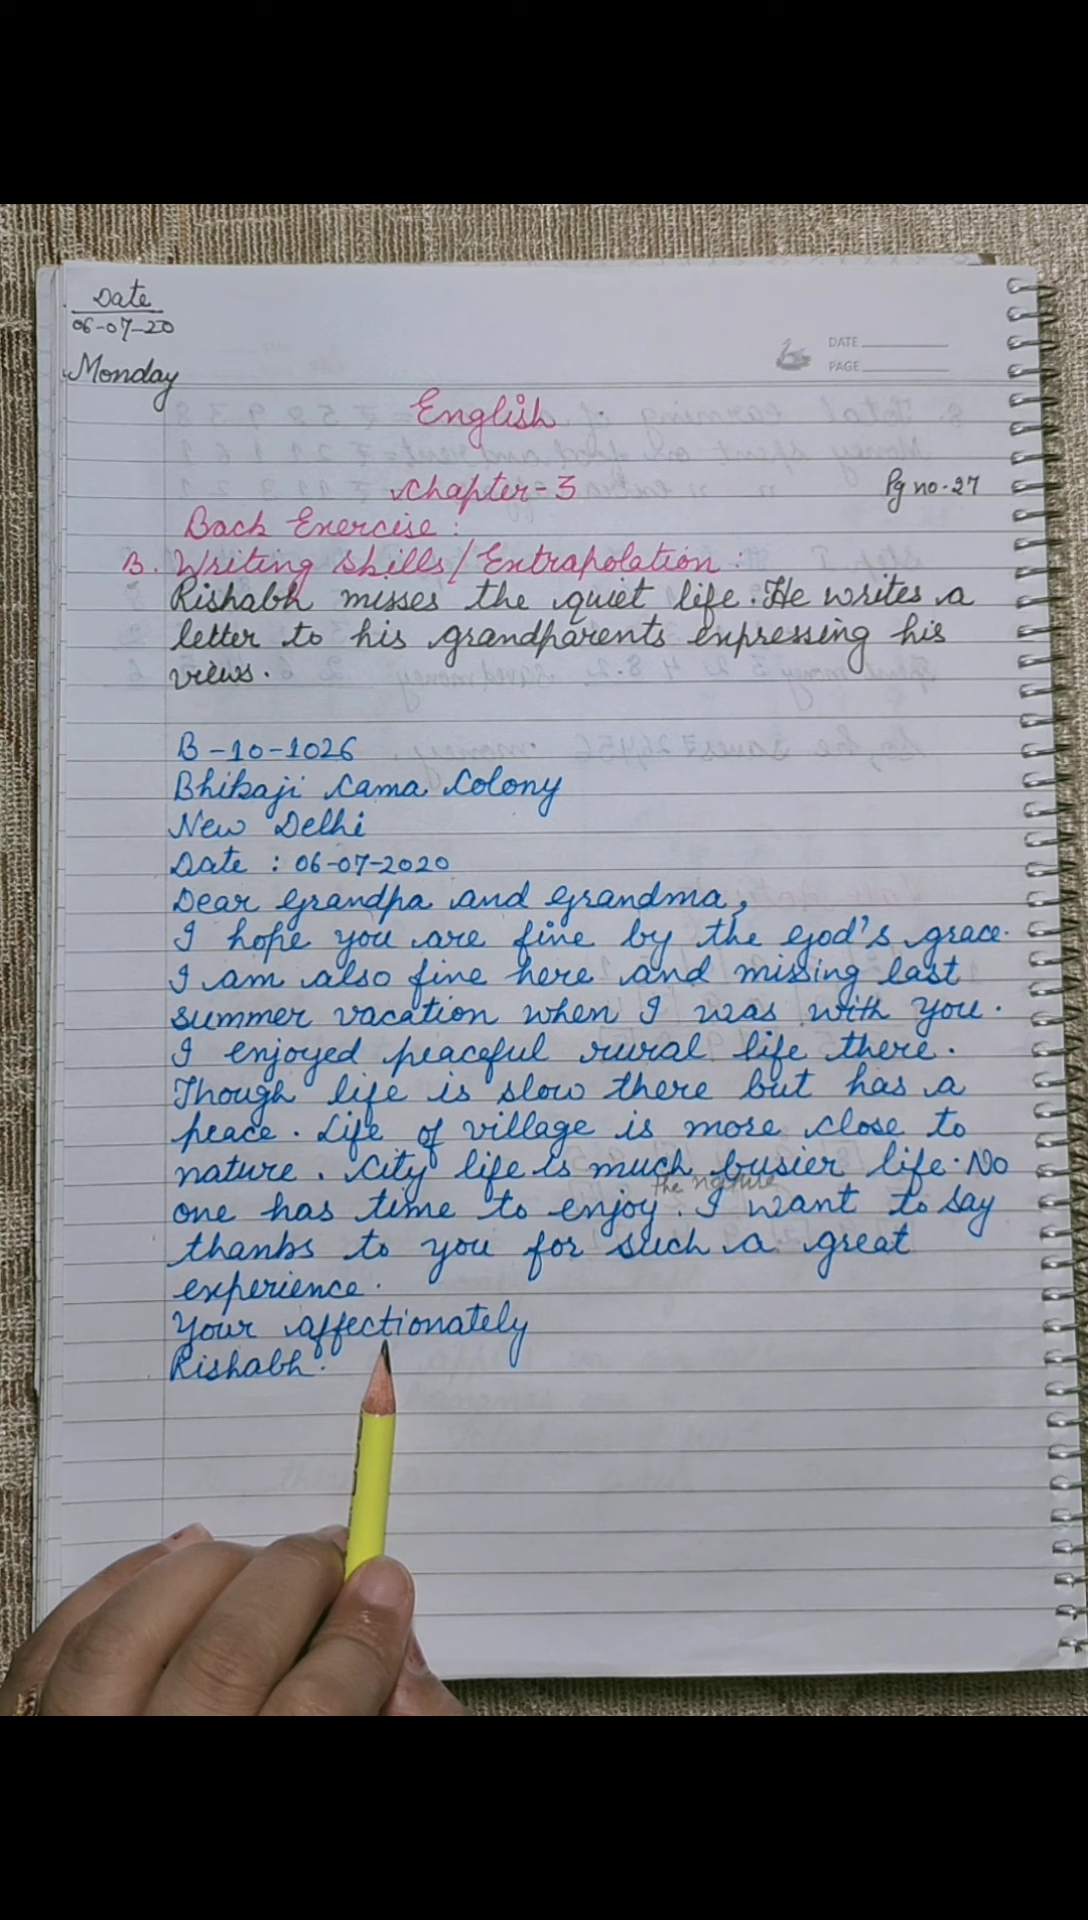 Date
06-07-20
Monday
DATE
PAGE
English
Chapter-3
Pg no.27
Back Exercise:
B. Writing skills/Extrapolation:
Rishabh misses the quiet life. He writes a
letter to his grandparents expressing his
views.
B-10-1026
Bhikaji Cama Colony
New Delhi
Date : 06-07-2020
Dear Grandpa and Grandma,
I hope you are fine by the God's grace.
I am also fine here and missing last
summer vacation when I was with you.
I enjoyed peaceful rural life there.
Though life is slow there but has a
peace. Life of village is more close to
nature. City life is much busier life. No
the nature
one has time to enjoy. I want to say
thanks to you for such a great
experience.
Your affectionately
Rishabh.